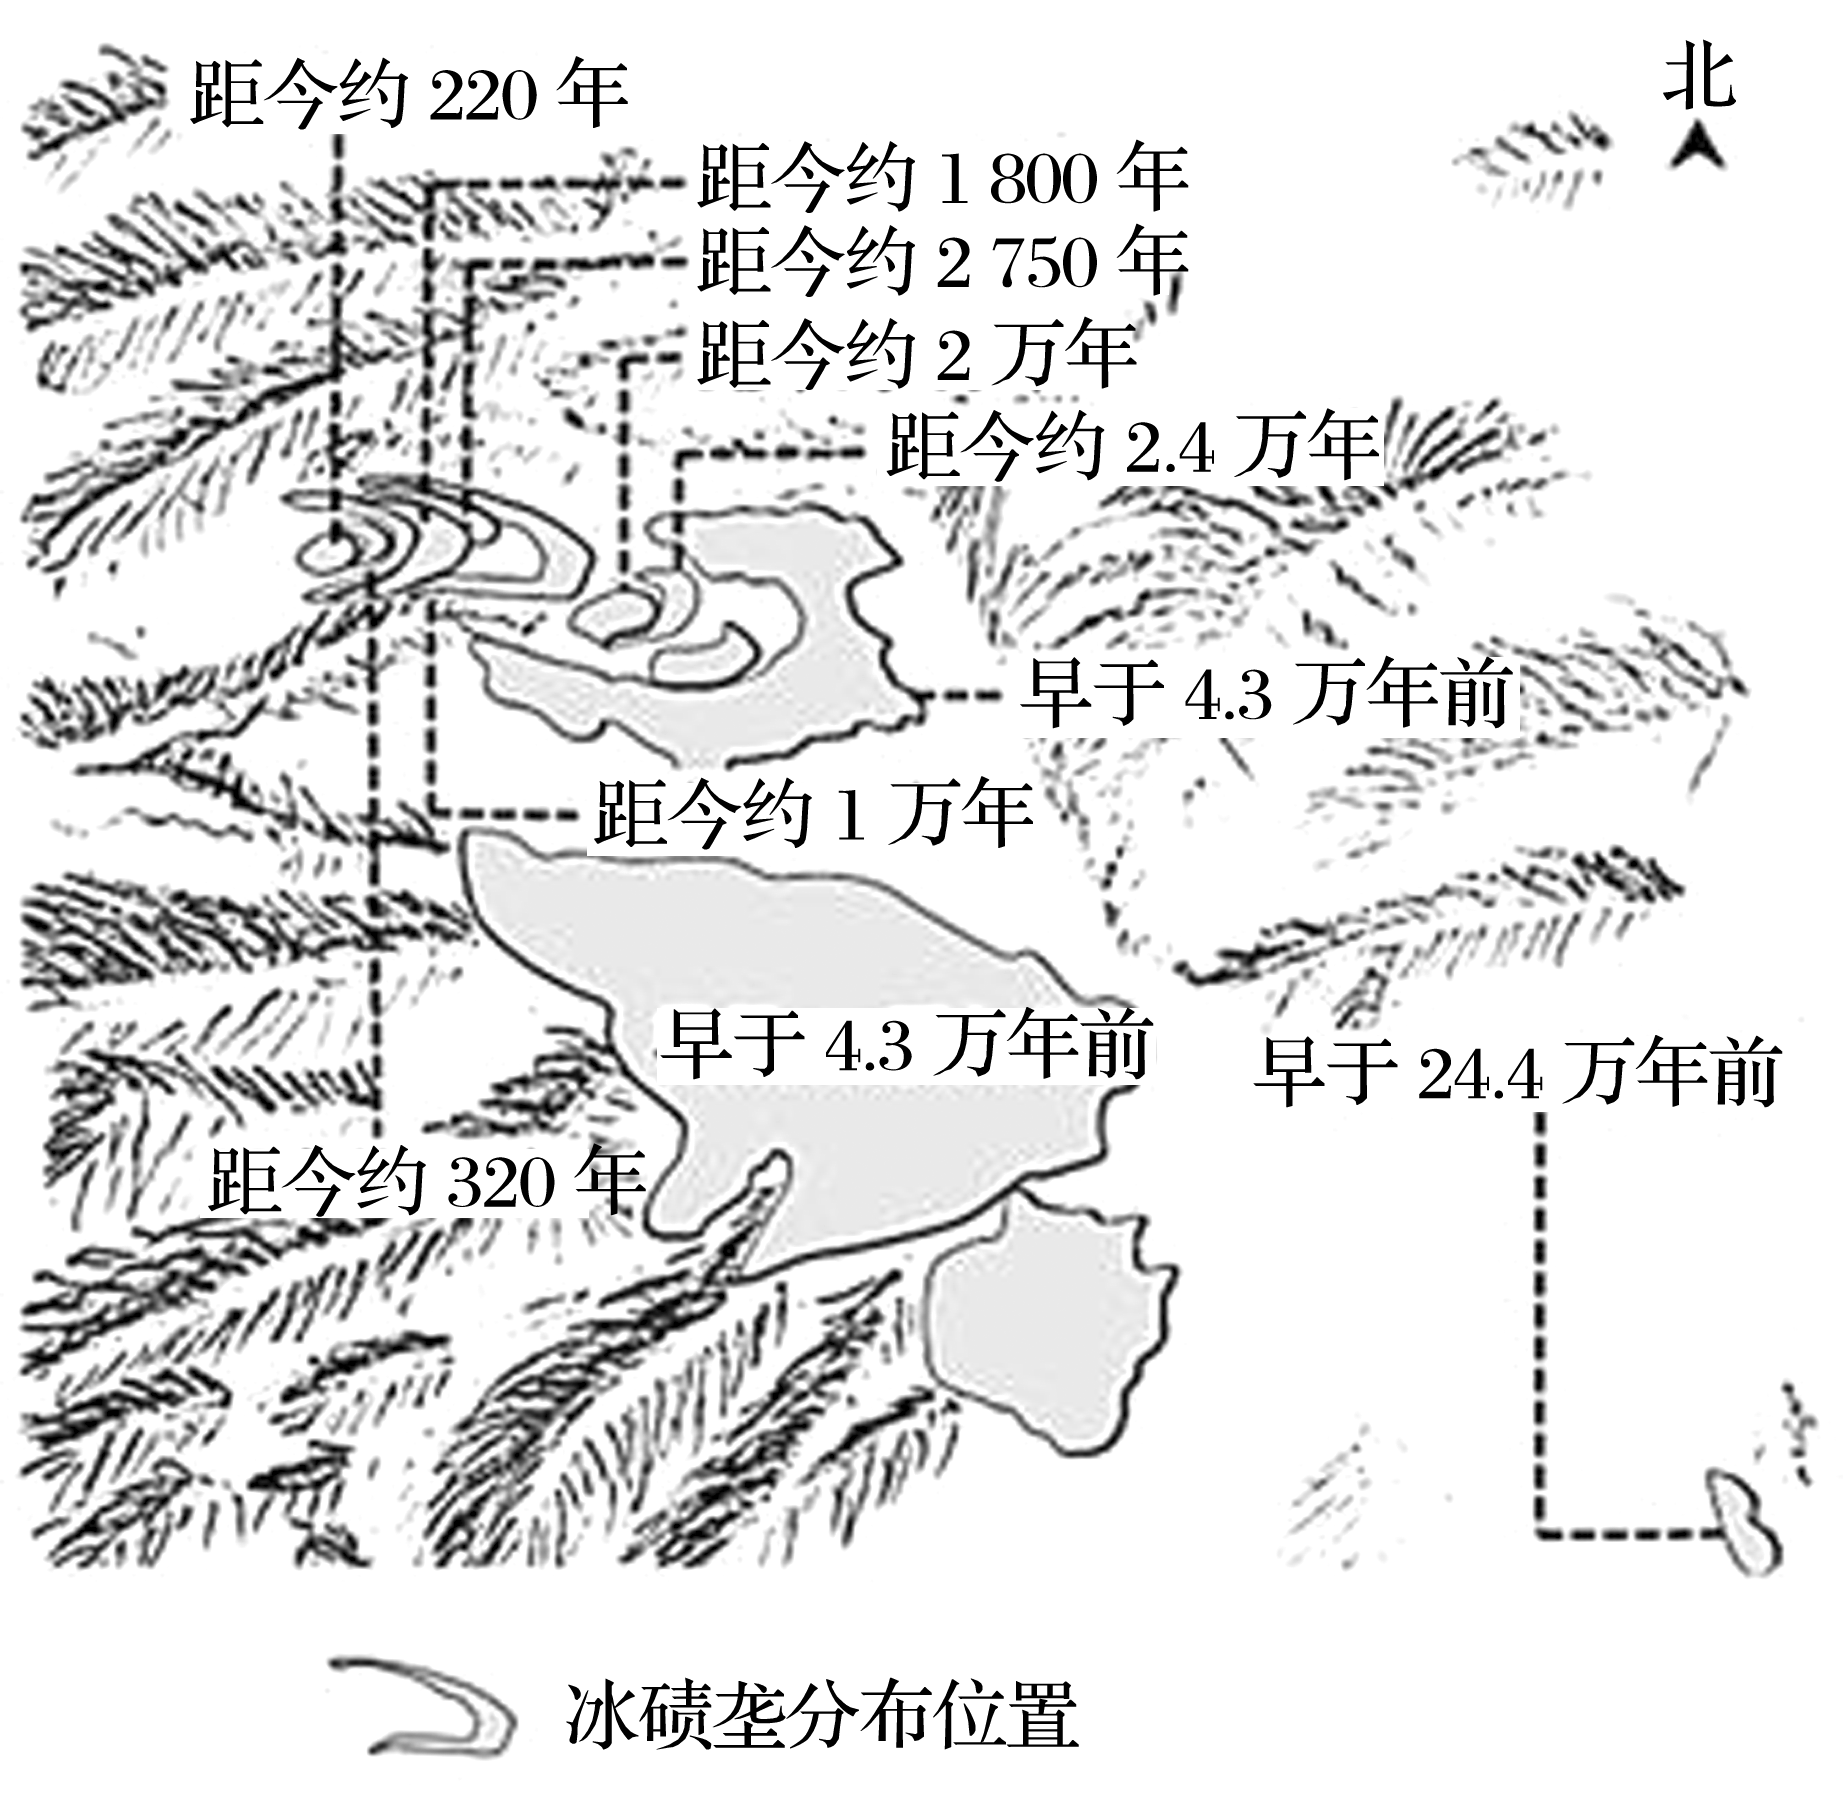 北
距今约 220 年
距今约 1 800 年
距今约 2 750 年
距今约 2 万年
距今约 2.4 万年
早于 4.3 万年前
距今约 1 万年
早于 4.3 万年前
早于 24.4 万年前
距今约 320 年
冰碛垄分布位置